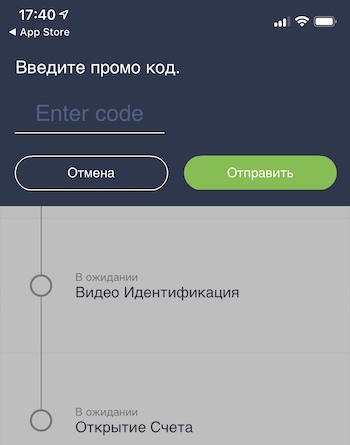 17:40
◀ App Store
Введите промо код.
Enter code
Отмена
Отправить
В ожидании
Видео Идентификация
В ожидании
Открытие Счета